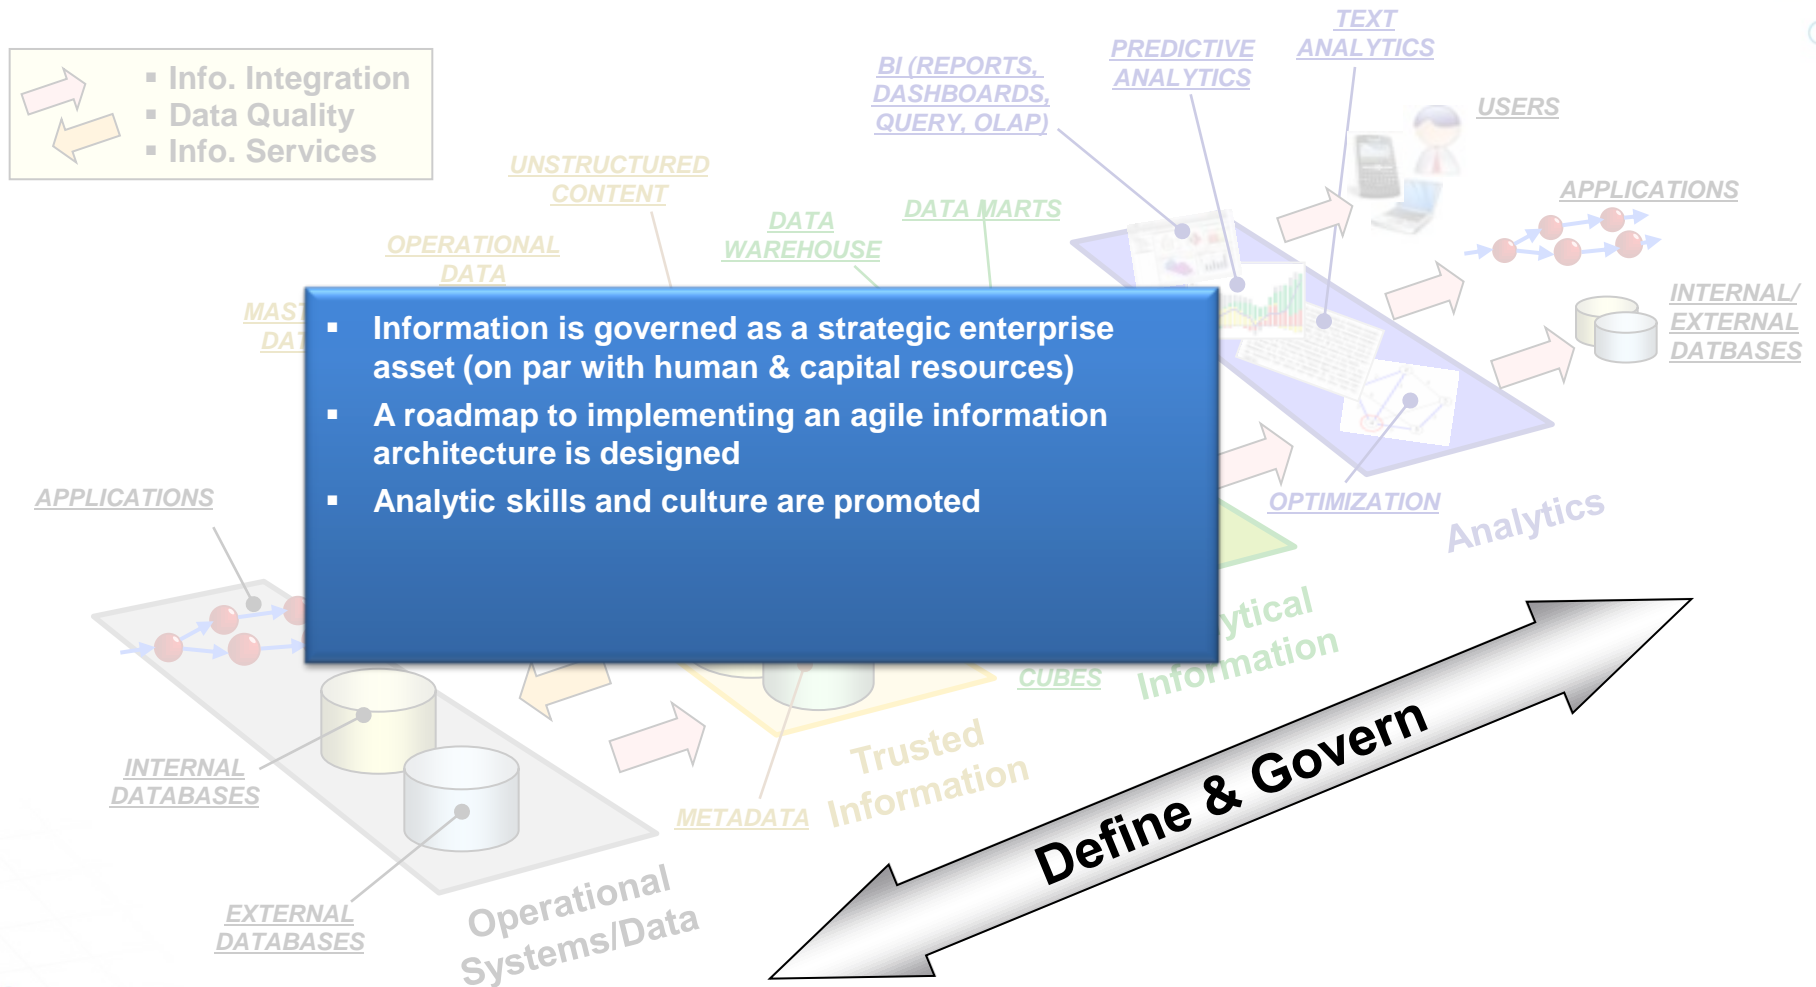 ▪ Info. Integration
▪ Data Quality
▪ Info. Services
BI (REPORTS,
DASHBOARDS,
QUERY, OLAP)
PREDICTIVE
ANALYTICS
TEXT
ANALYTICS
USERS
APPLICATIONS
INTERNAL/
EXTERNAL
DATBASES
UNSTRUCTURED
CONTENT
DATA
WAREHOUSE
DATA MARTS
OPERATIONAL
DATA
▪ Information is governed as a strategic enterprise
asset (on par with human & capital resources)
▪ A roadmap to implementing an agile information
architecture is designed
▪ Analytic skills and culture are promoted
OPTIMIZATION
Analytics
APPLICATIONS
Information
CUBES
INTERNAL
DATABASES
Trusted
Information
METADATA
EXTERNAL
DATABASES
Operational
Systems/Data
Define & Govern